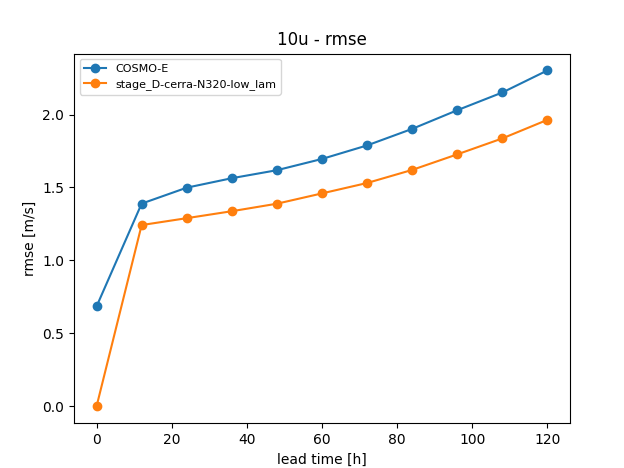 10u - rmse
COSMO-E
stage_D-cerra-N320-low_lam
rmse [m/s]
2.0
1.5
1.0
0.5
0.0
0 20 40 60 80 100 120
lead time [h]